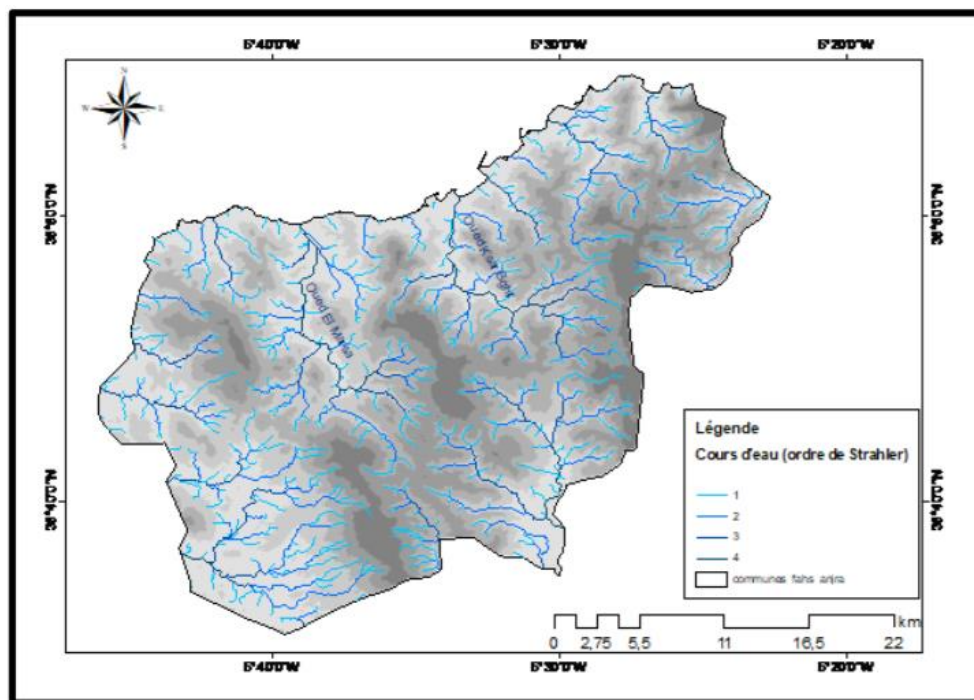 5°40'0"W 5°30'0"W 5°20'0"W
N
W E
S
Oued El Marsa
Légende
Cours d'eau (ordre de Strahler)
1
2
3
4
communes fahs anjra
km
0 2,75 5,5 11 16,5 22
5°40'0"W 5°30'0"W 5°20'0"W